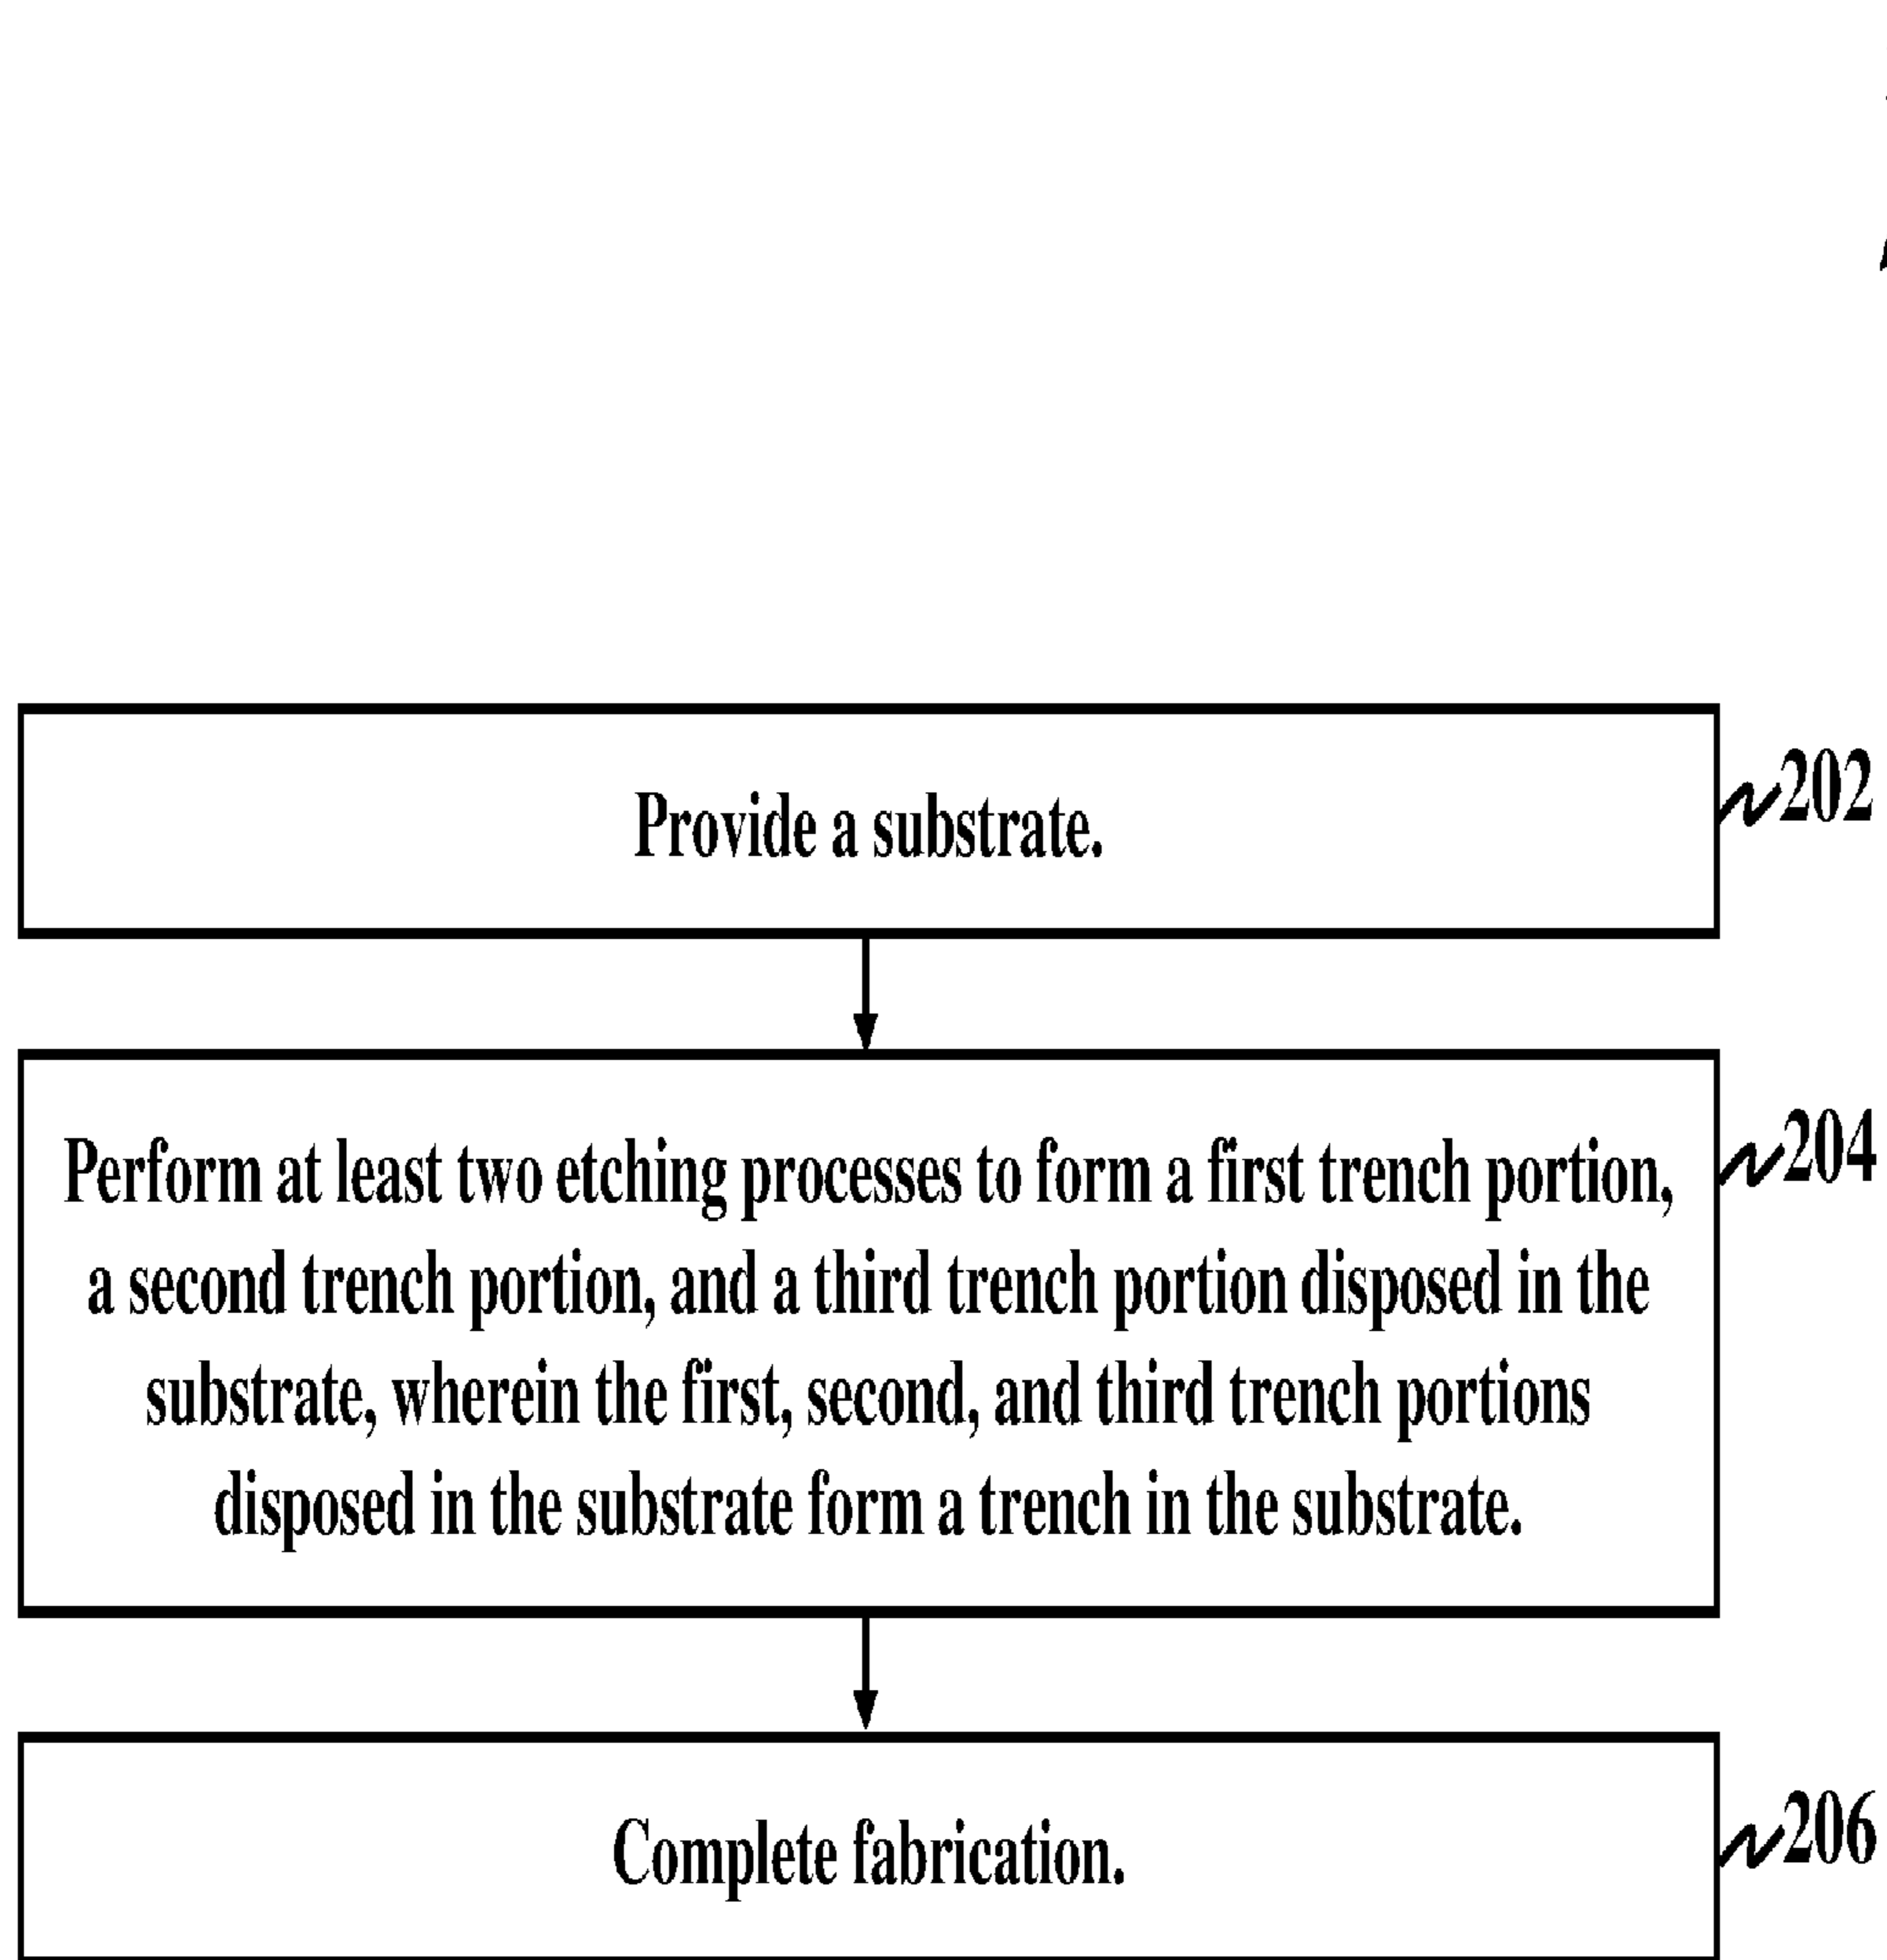 Provide a substrate.
202
Perform at least two etching processes to form a first trench portion,
a second trench portion, and a third trench portion disposed in the
substrate, wherein the first, second, and third trench portions
disposed in the substrate form a trench in the substrate.
204
Complete fabrication.
206